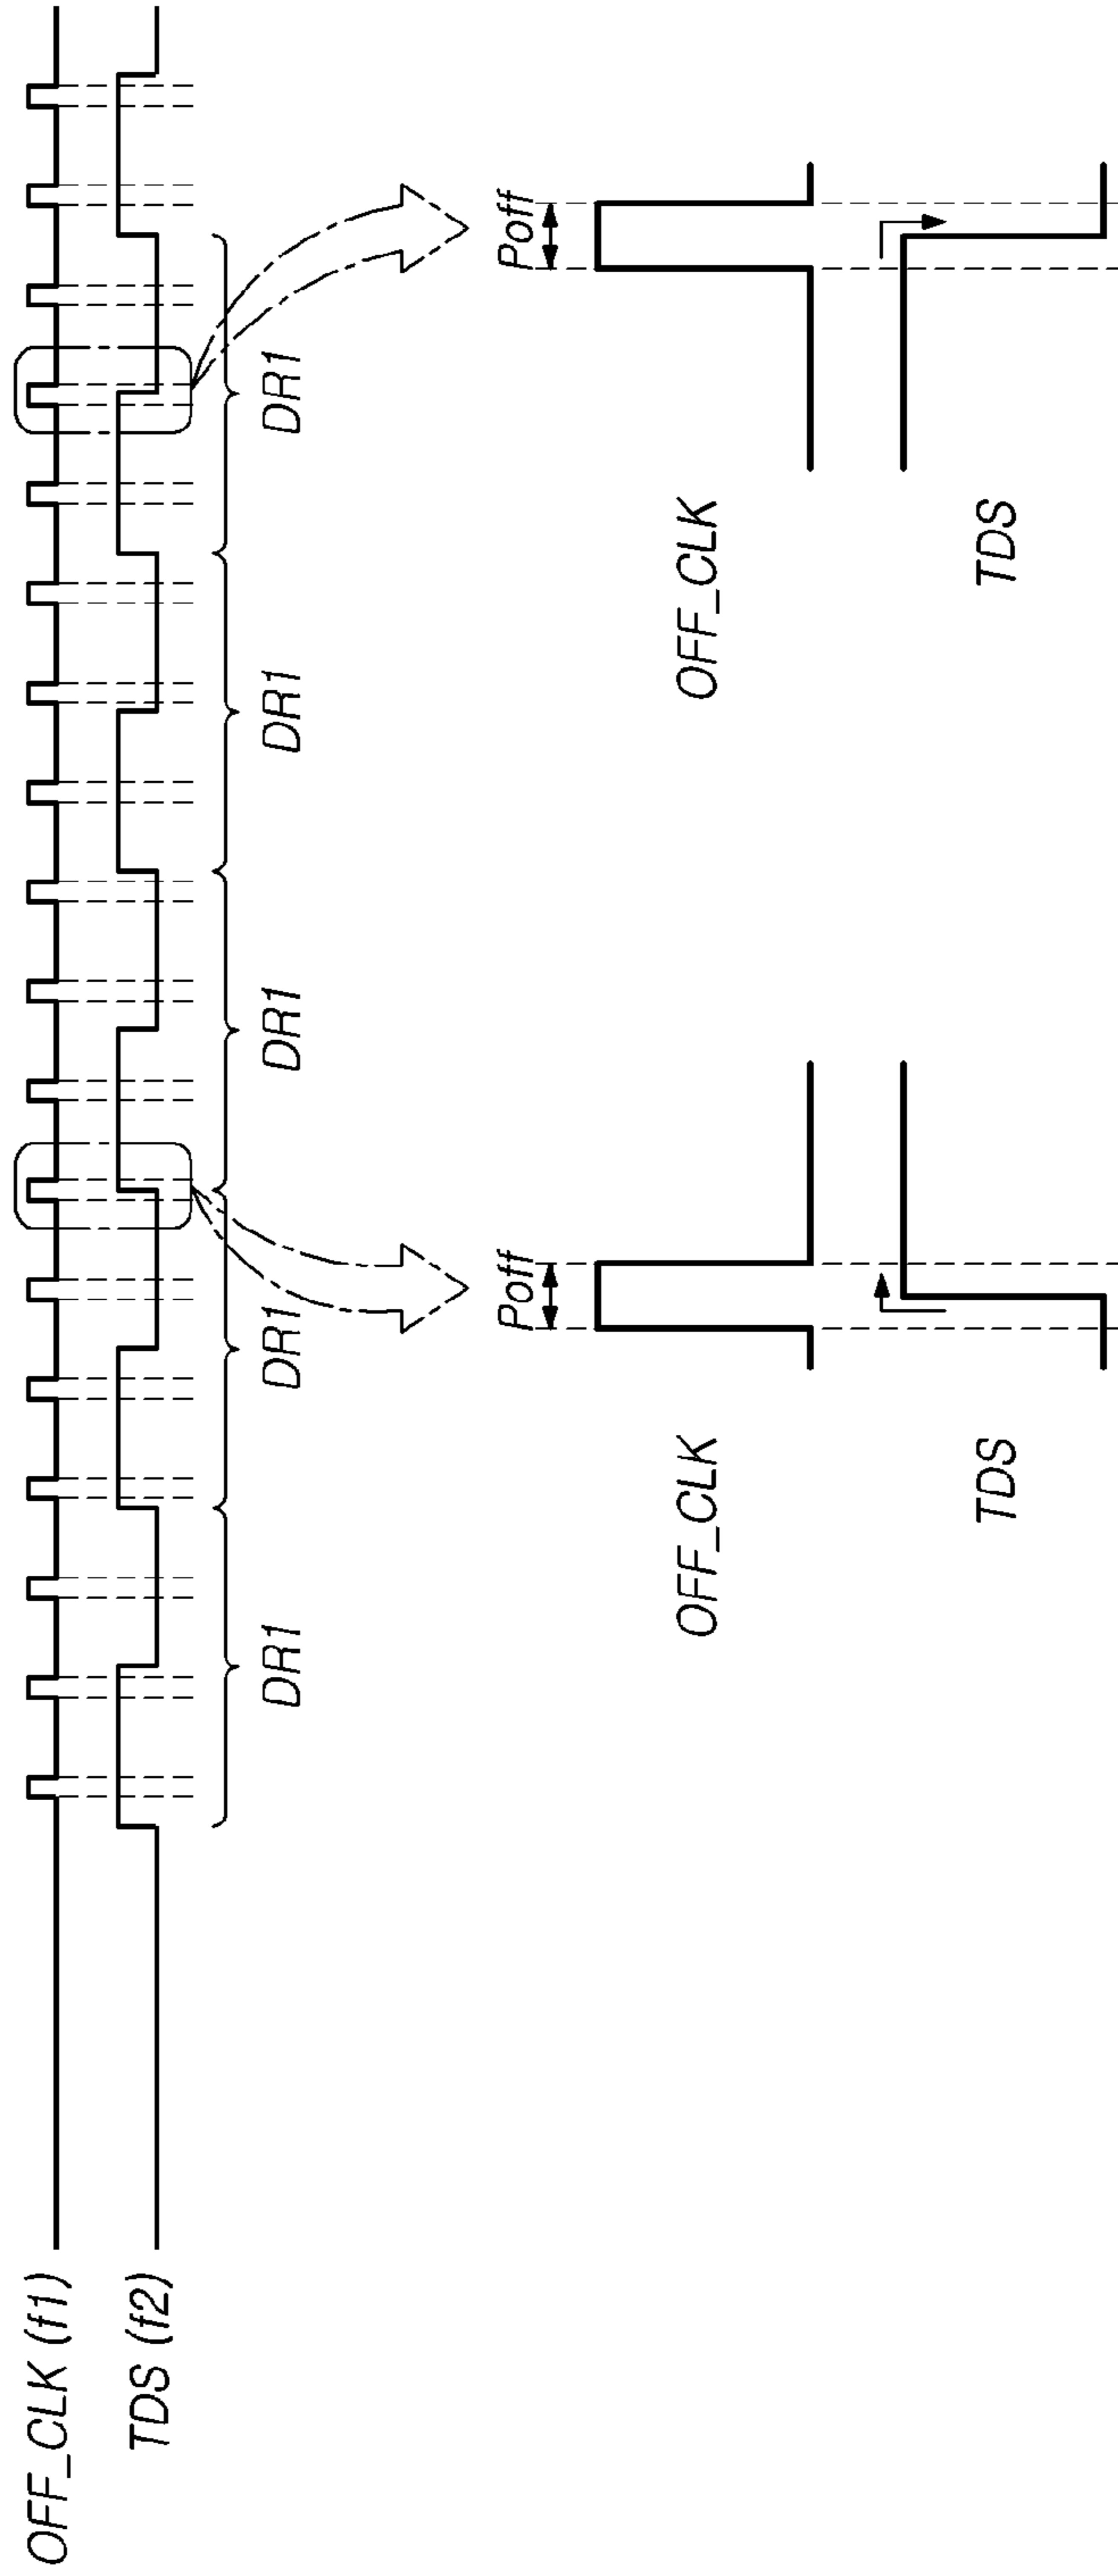 OFF_CLK (f1)
TDS (f2)
DR1
DR1
DR1
DR1
DR1
Poff
Poff
OFF_CLK
OFF_CLK
TDS
TDS